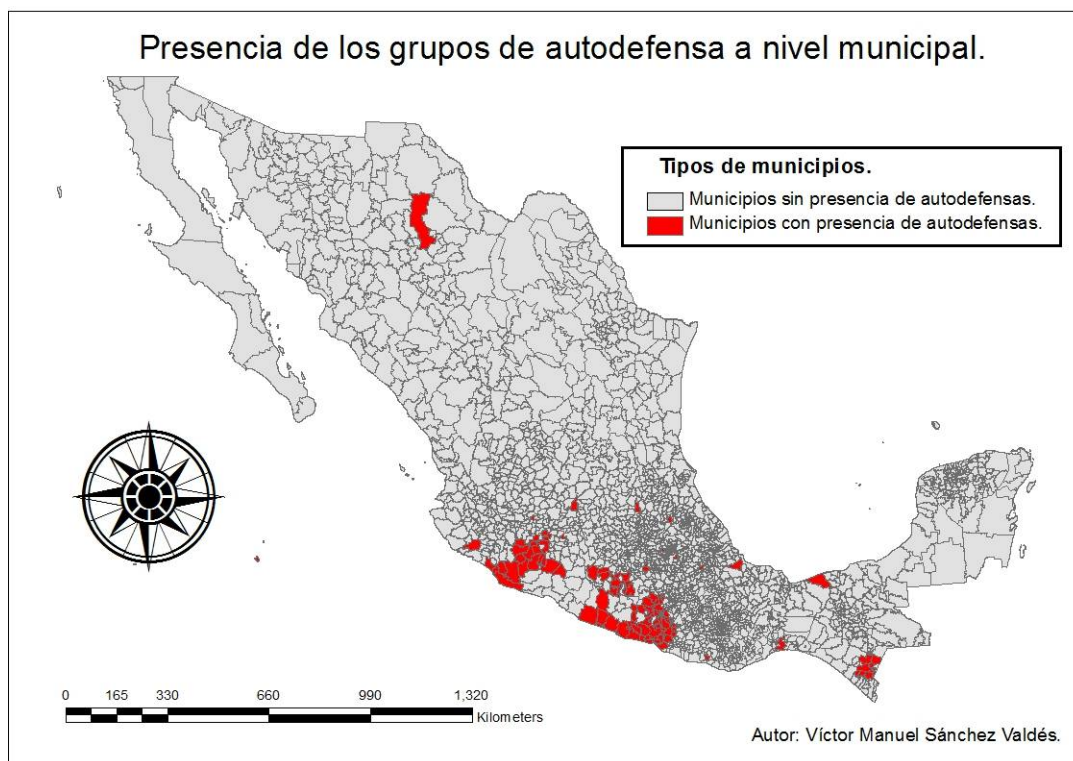 Presencia de los grupos de autodefensa a nivel municipal.
Tipos de municipios.
Municipios sin presencia de autodefensas.
Municipios con presencia de autodefensas.
0 165 330 660 990 1,320
Kilometers
Autor: Víctor Manuel Sánchez Valdés.